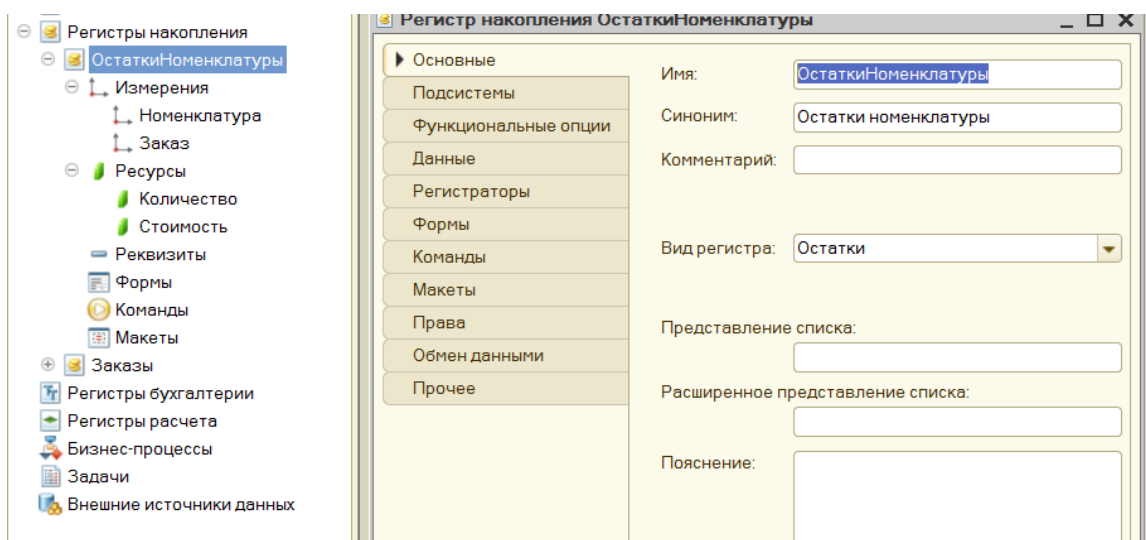 Регистры накопления
ОстаткиНоменклатуры
Измерения
Номенклатура
Заказ
Ресурсы
Количество
Стоимость
Реквизиты
Формы
Команды
Макеты
Заказы
Регистры бухгалтерии
Регистры расчета
Бизнес-процессы
Задачи
Внешние источники данных
Регистр накопления ОстаткиНоменклатуры
Основные
Подсистемы
Функциональные опции
Данные
Регистраторы
Формы
Команды
Макеты
Права
Обмен данными
Прочее
Имя: ОстаткиНоменклатуры
Синоним: Остатки номенклатуры
Комментарий:
Вид регистра: Остатки
Представление списка:
Расширенное представление списка:
Пояснение: